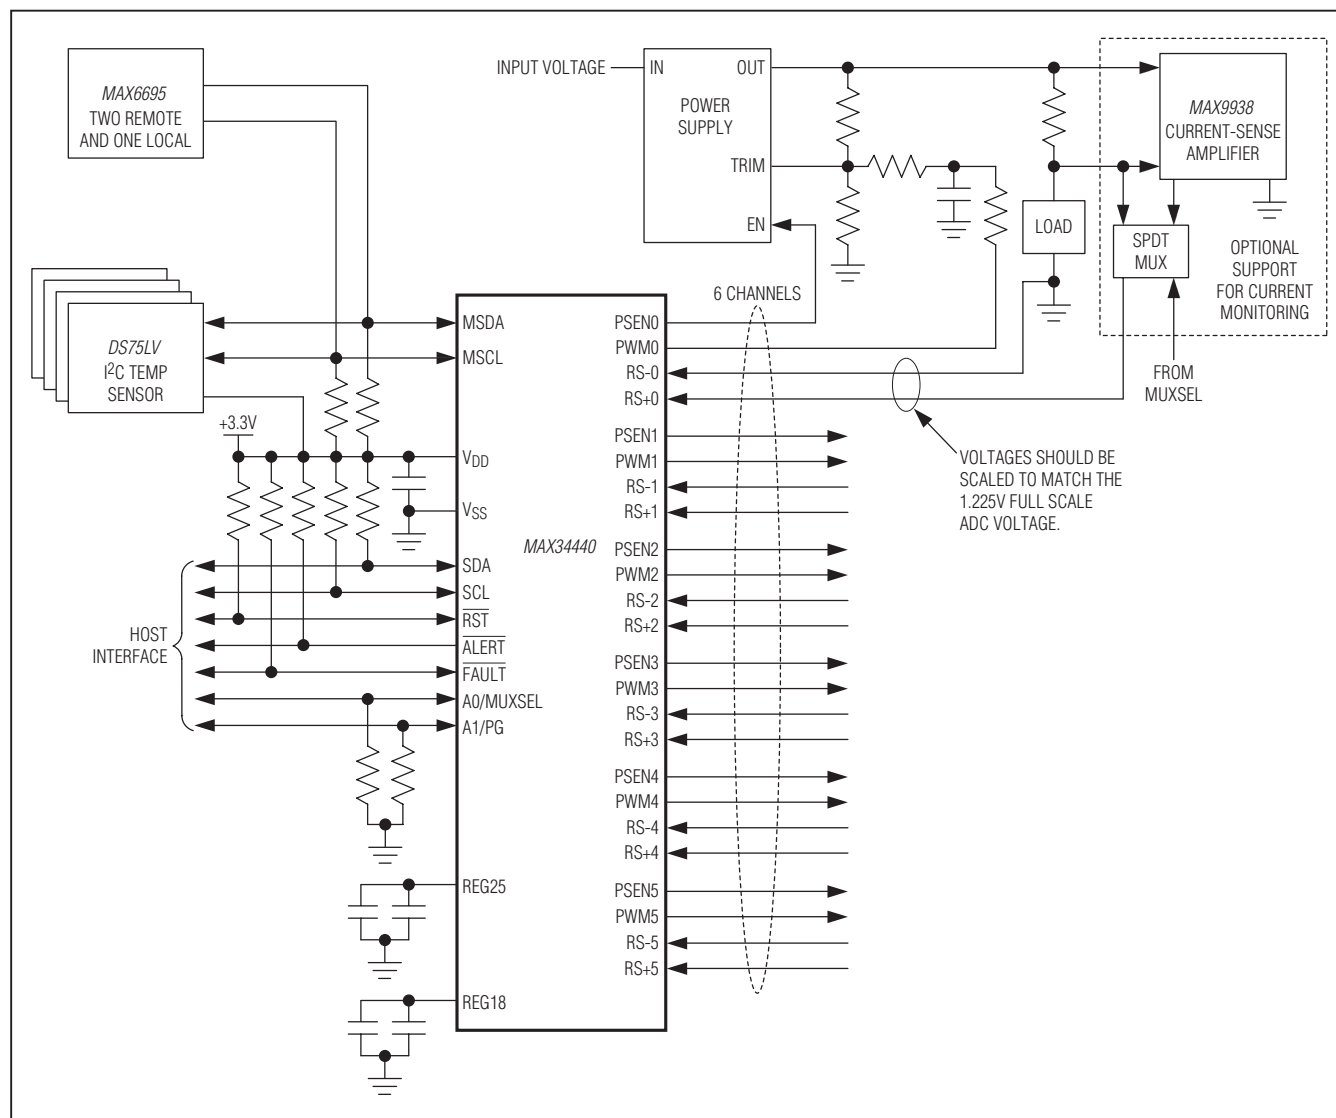 MAX6695
TWO REMOTE
AND ONE LOCAL
DS75LV
I2C TEMP
SENSOR
+3.3V
HOST
INTERFACE
INPUT VOLTAGE
IN
OUT
POWER
SUPPLY
TRIM
EN
MAX9938
CURRENT-SENSE
AMPLIFIER
LOAD
SPDT
MUX
OPTIONAL
SUPPORT
FOR CURRENT
MONITORING
FROM
MUXSEL
6 CHANNELS
VOLTAGES SHOULD BE
SCALED TO MATCH THE
1.225V FULL SCALE
ADC VOLTAGE.
MAX34440
MSDA
MSCL
VDD
VSS
SDA
SCL
RST
ALERT
FAULT
A0/MUXSEL
A1/PG
REG25
REG18
PSEN0
PWM0
RS-0
RS+0
PSEN1
PWM1
RS-1
RS+1
PSEN2
PWM2
RS-2
RS+2
PSEN3
PWM3
RS-3
RS+3
PSEN4
PWM4
RS-4
RS+4
PSEN5
PWM5
RS-5
RS+5